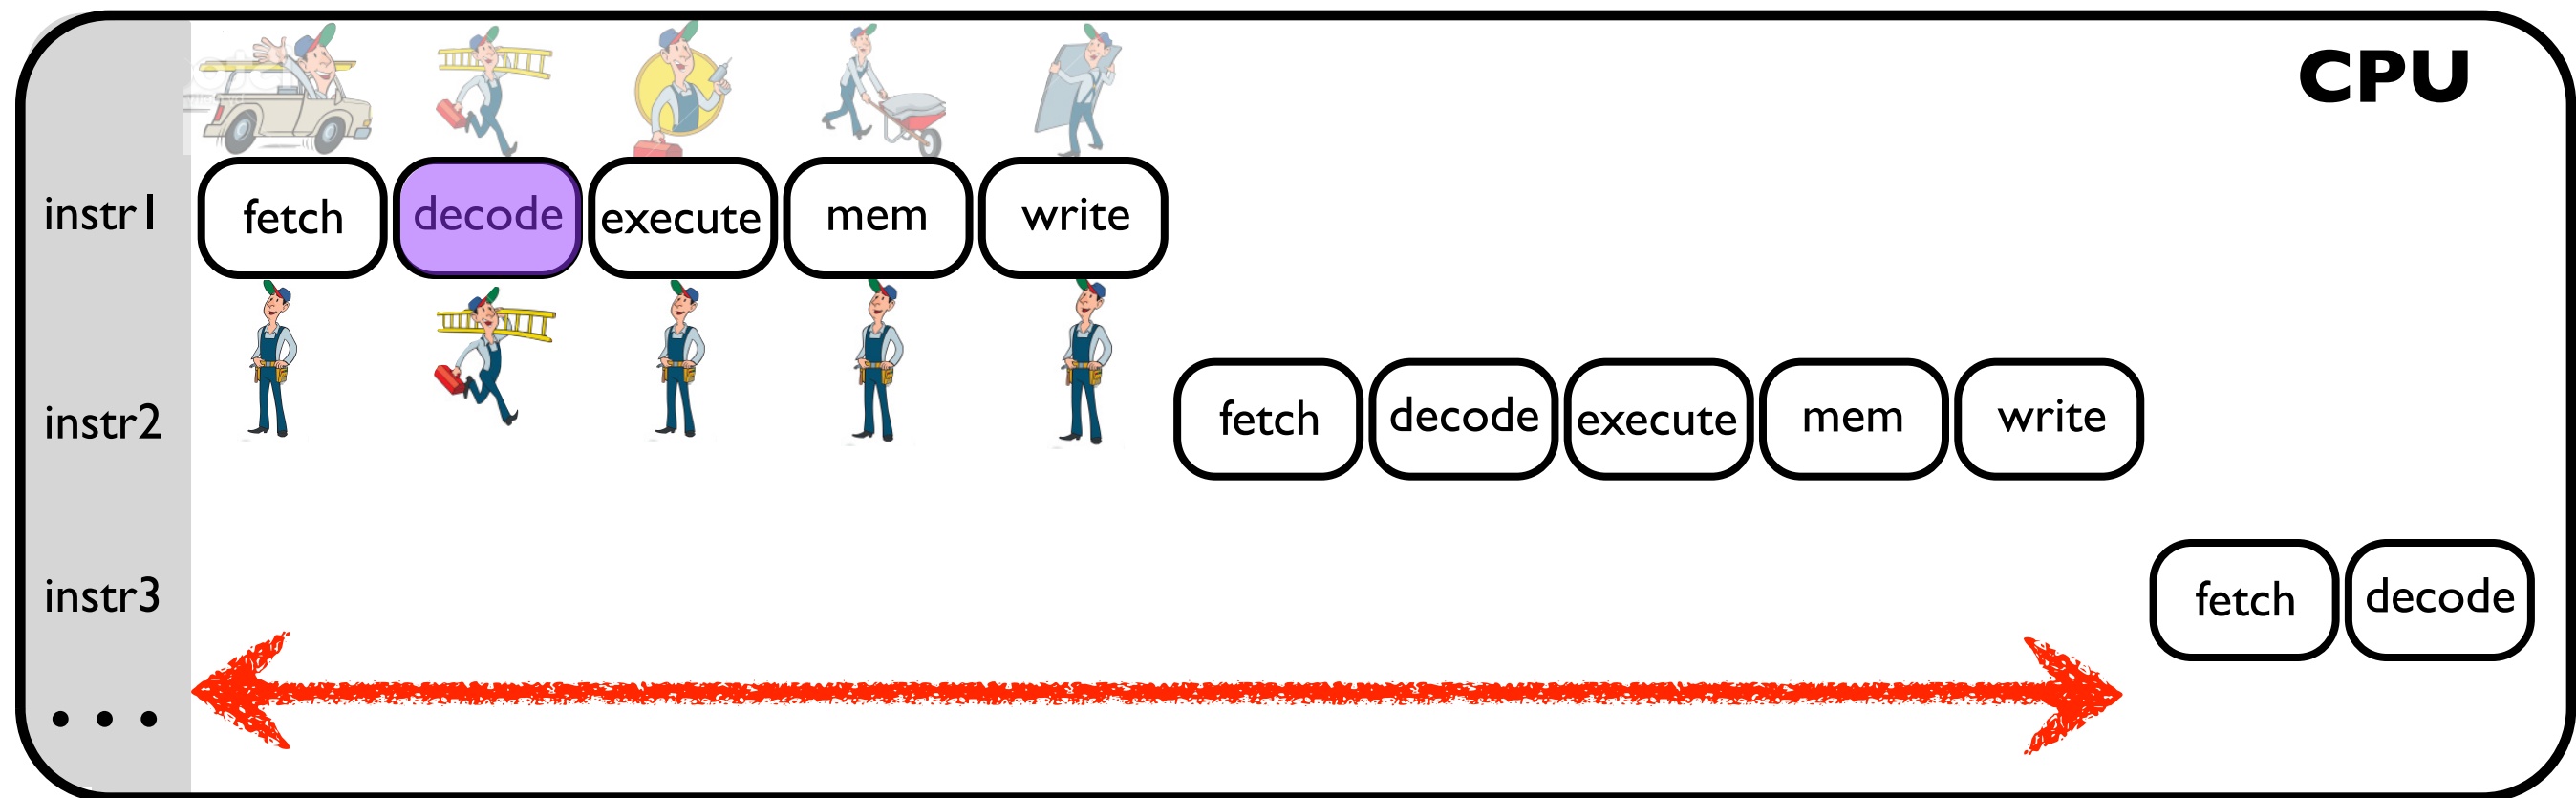 CPU
instr1 fetch decode execute mem write
instr2 fetch decode execute mem write
instr3 fetch decode
• • •